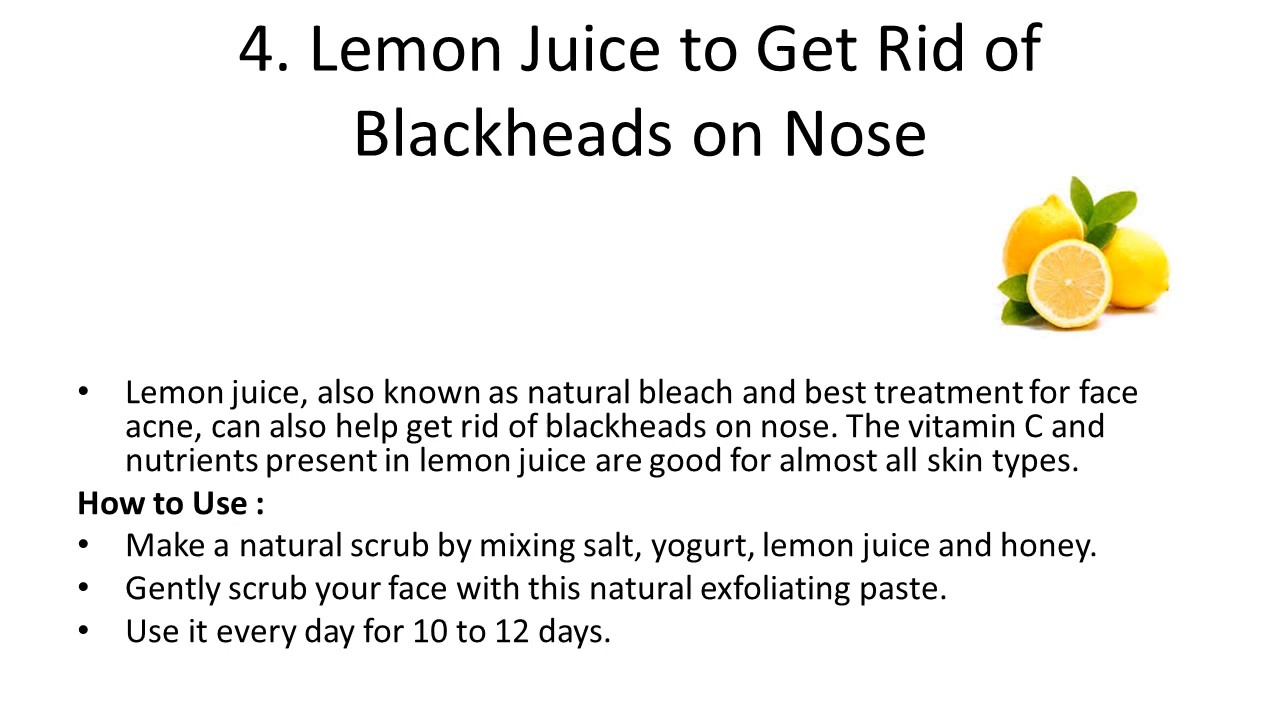 4. Lemon Juice to Get Rid of
Blackheads on Nose
• Lemon juice, also known as natural bleach and best treatment for face
acne, can also help get rid of blackheads on nose. The vitamin C and
nutrients present in lemon juice are good for almost all skin types.
How to Use :
• Make a natural scrub by mixing salt, yogurt, lemon juice and honey.
• Gently scrub your face with this natural exfoliating paste.
• Use it every day for 10 to 12 days.